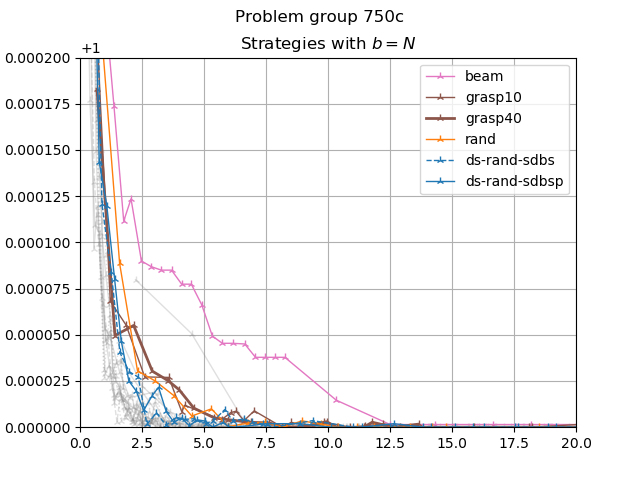 Problem group 750c
Strategies with b = N
+1
0.000200
0.000175
0.000150
0.000125
0.000100
0.000075
0.000050
0.000025
0.000000
0.0 2.5 5.0 7.5 10.0 12.5 15.0 17.5 20.0
beam
grasp10
grasp40
rand
ds-rand-sdbs
ds-rand-sdbsp